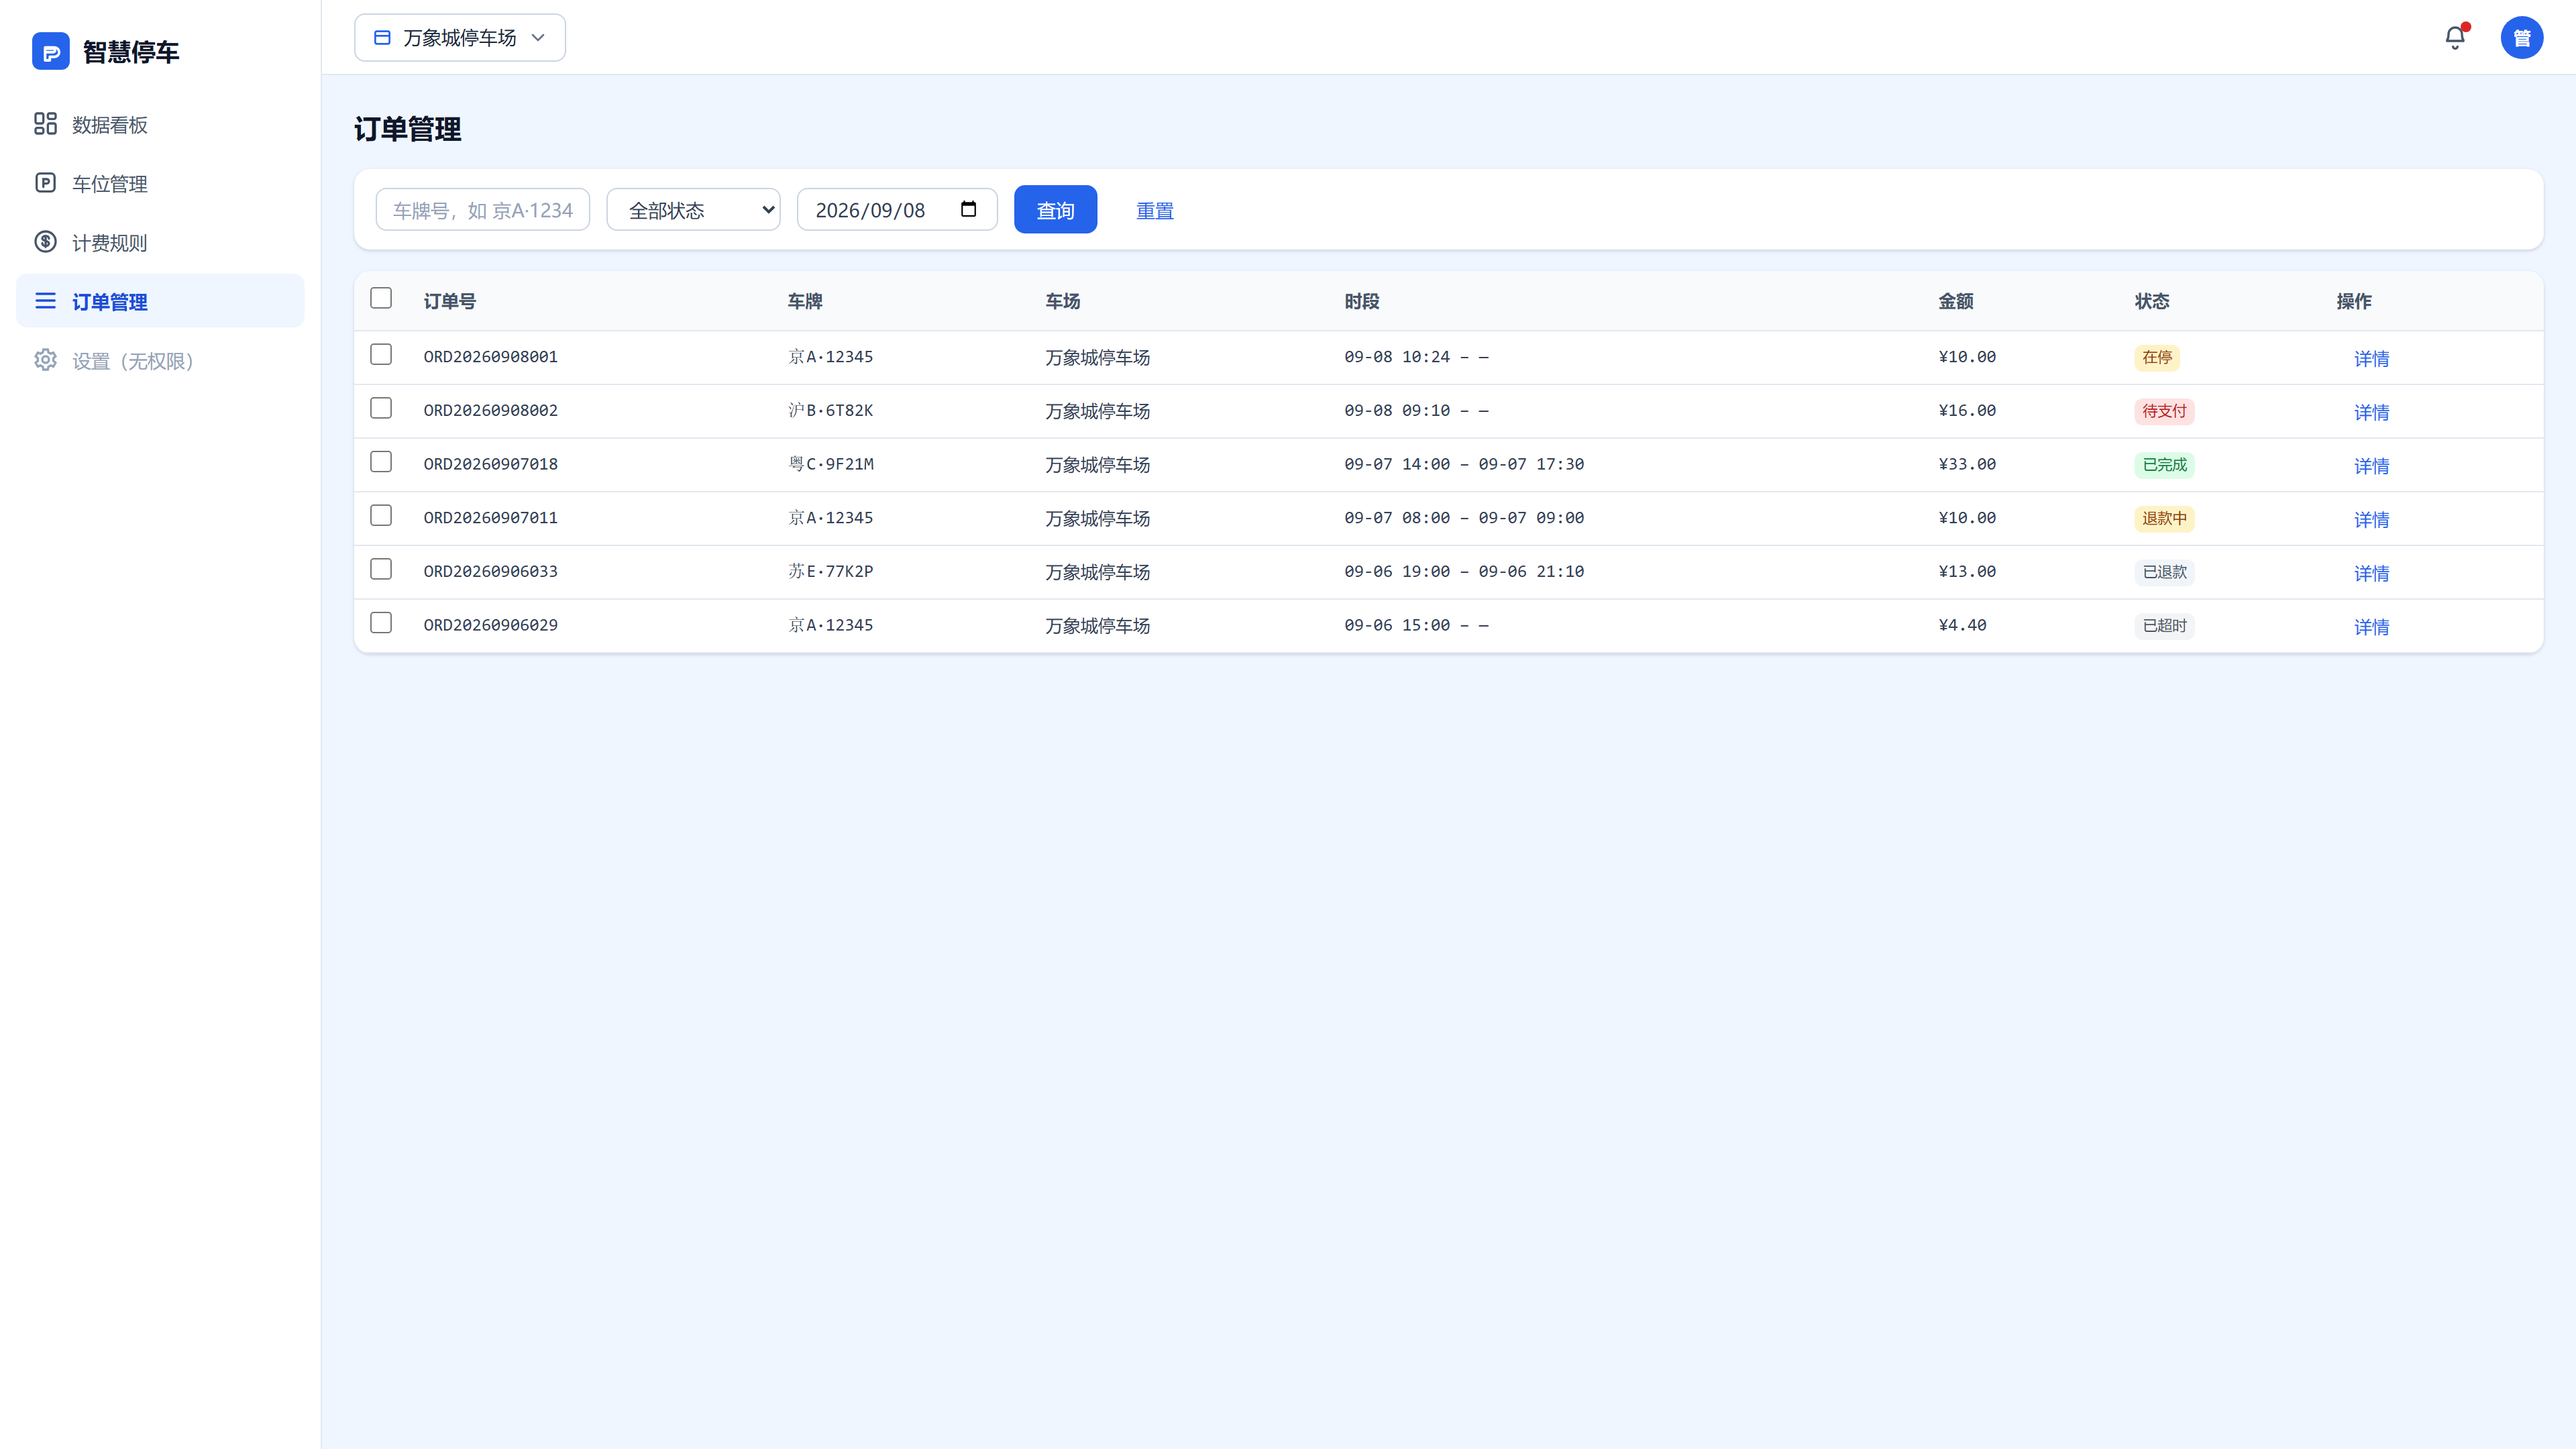 智慧停车
数据看板
车位管理
计费规则
订单管理
设置（无权限）
万象城停车场
管
订单管理
车牌号，如 京A·1234 全部状态 2026/09/08 查询 重置
订单号 车牌 车场 时段 金额 状态 操作
ORD20260908001 京A·12345 万象城停车场 09-08 10:24 – — ¥10.00 在停 详情
ORD20260908002 沪B·6T82K 万象城停车场 09-08 09:10 – — ¥16.00 待支付 详情
ORD20260907018 粤C·9F21M 万象城停车场 09-07 14:00 – 09-07 17:30 ¥33.00 已完成 详情
ORD20260907011 京A·12345 万象城停车场 09-07 08:00 – 09-07 09:00 ¥10.00 退款中 详情
ORD20260906033 苏E·77K2P 万象城停车场 09-06 19:00 – 09-06 21:10 ¥13.00 已退款 详情
ORD20260906029 京A·12345 万象城停车场 09-06 15:00 – — ¥4.40 已超时 详情